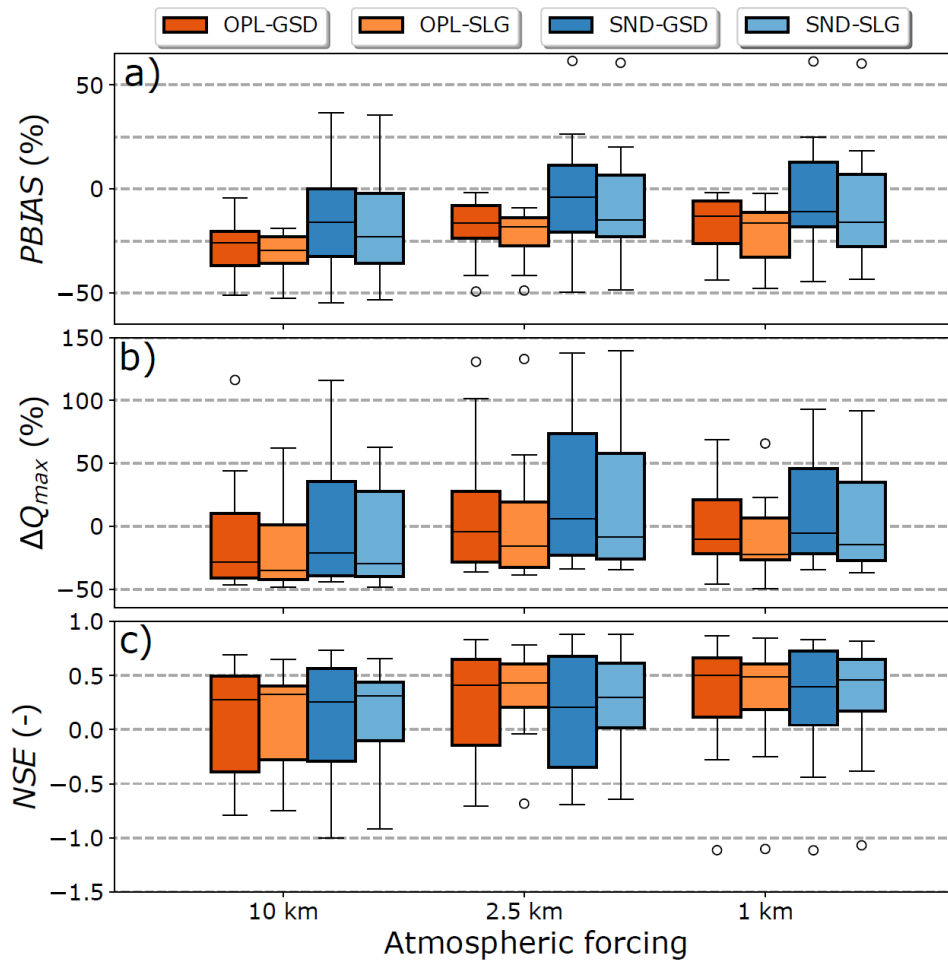 OPL-GSD OPL-SLG SND-GSD SND-SLG
a)
PBIAS (%)
50
0
−50
b)
ΔQmax (%)
150
100
50
0
−50
c)
NSE (-)
1.0
0.5
0.0
−0.5
−1.0
−1.5
10 km 2.5 km 1 km
Atmospheric forcing